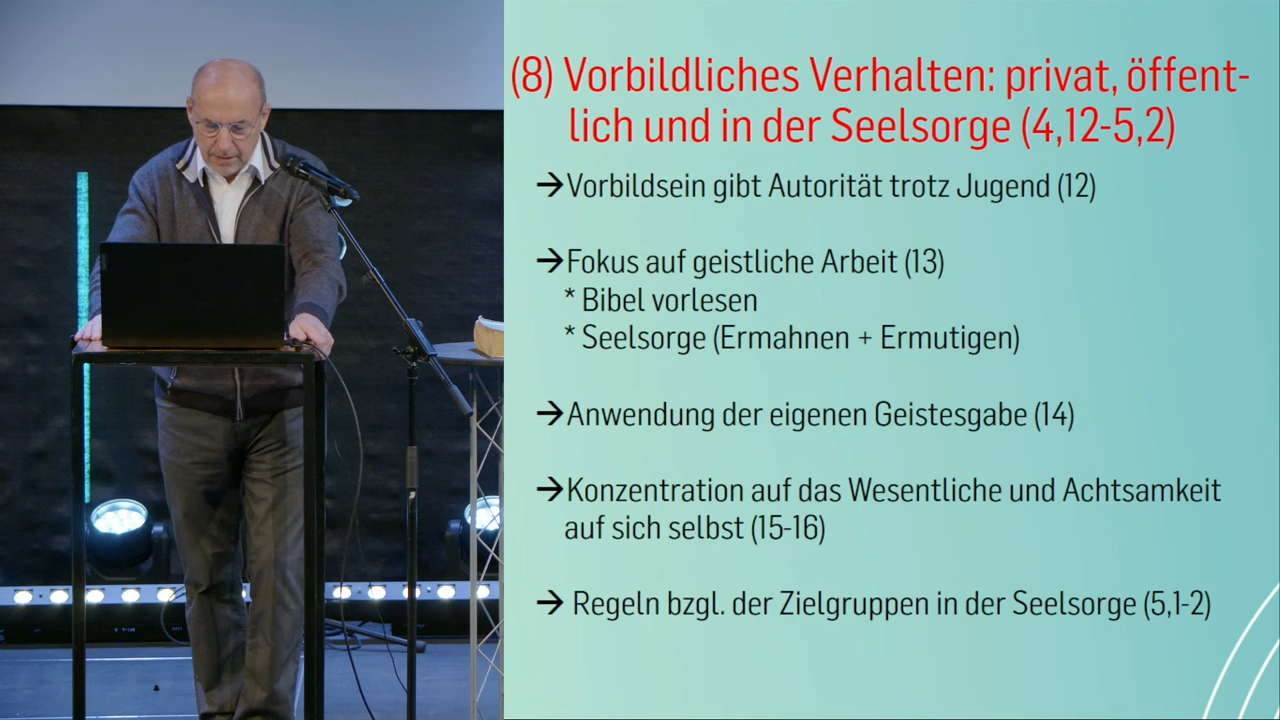 (8) Vorbildliches Verhalten: privat, öffent-
lich und in der Seelsorge (4,12-5,2)
→Vorbildsein gibt Autorität trotz Jugend (12)
→Fokus auf geistliche Arbeit (13)
* Bibel vorlesen
* Seelsorge (Ermahnen + Ermutigen)
→Anwendung der eigenen Geistesgabe (14)
→Konzentration auf das Wesentliche und Achtsamkeit
auf sich selbst (15-16)
→ Regeln bzgl. der Zielgruppen in der Seelsorge (5,1-2)